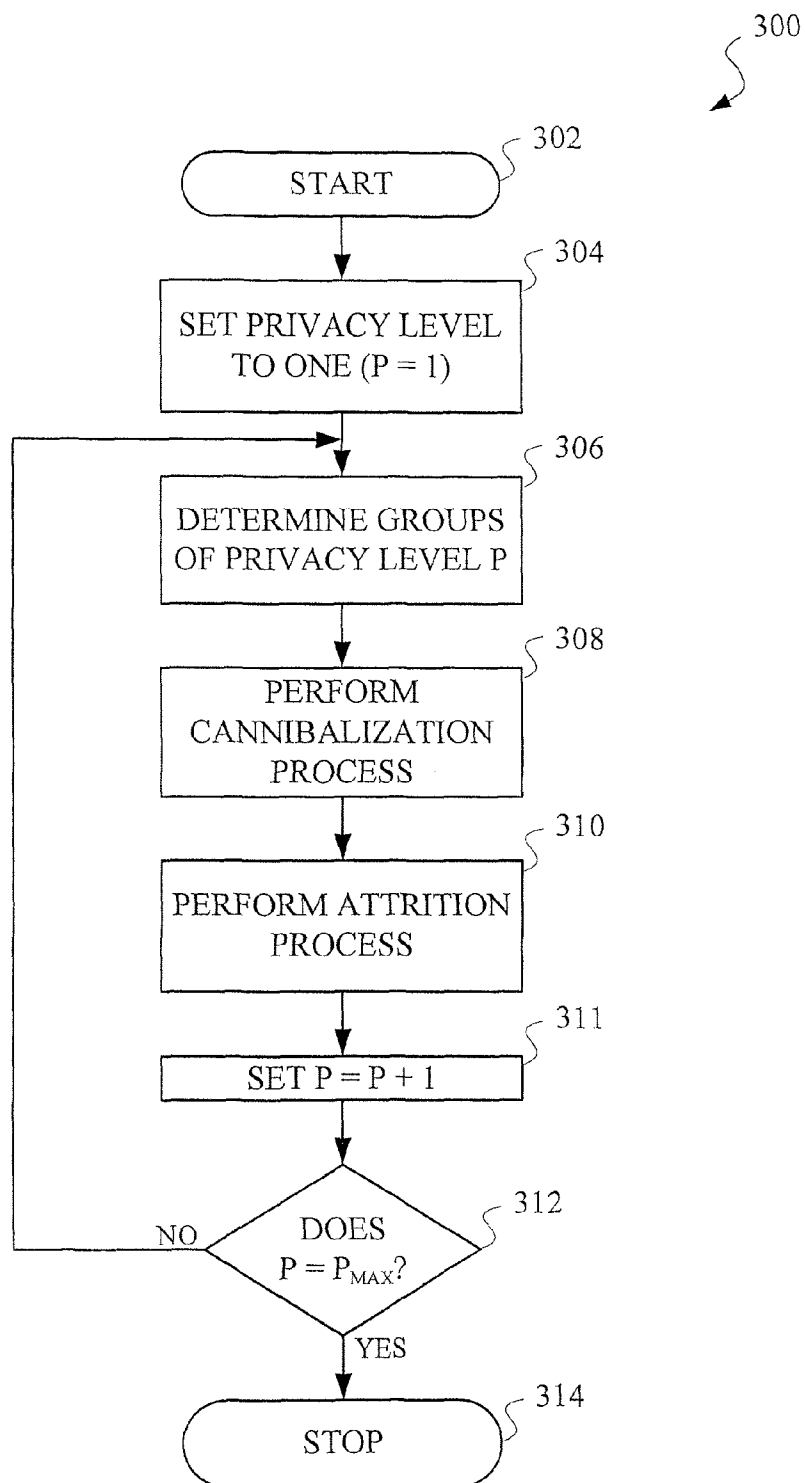 300
302
START
304
SET PRIVACY LEVEL
TO ONE (P = 1)
306
DETERMINE GROUPS
OF PRIVACY LEVEL P
308
PERFORM
CANNIBALIZATION
PROCESS
310
PERFORM ATTRITION
PROCESS
311
SET P = P + 1
312
NO
DOES
P = PMAX?
YES
314
STOP